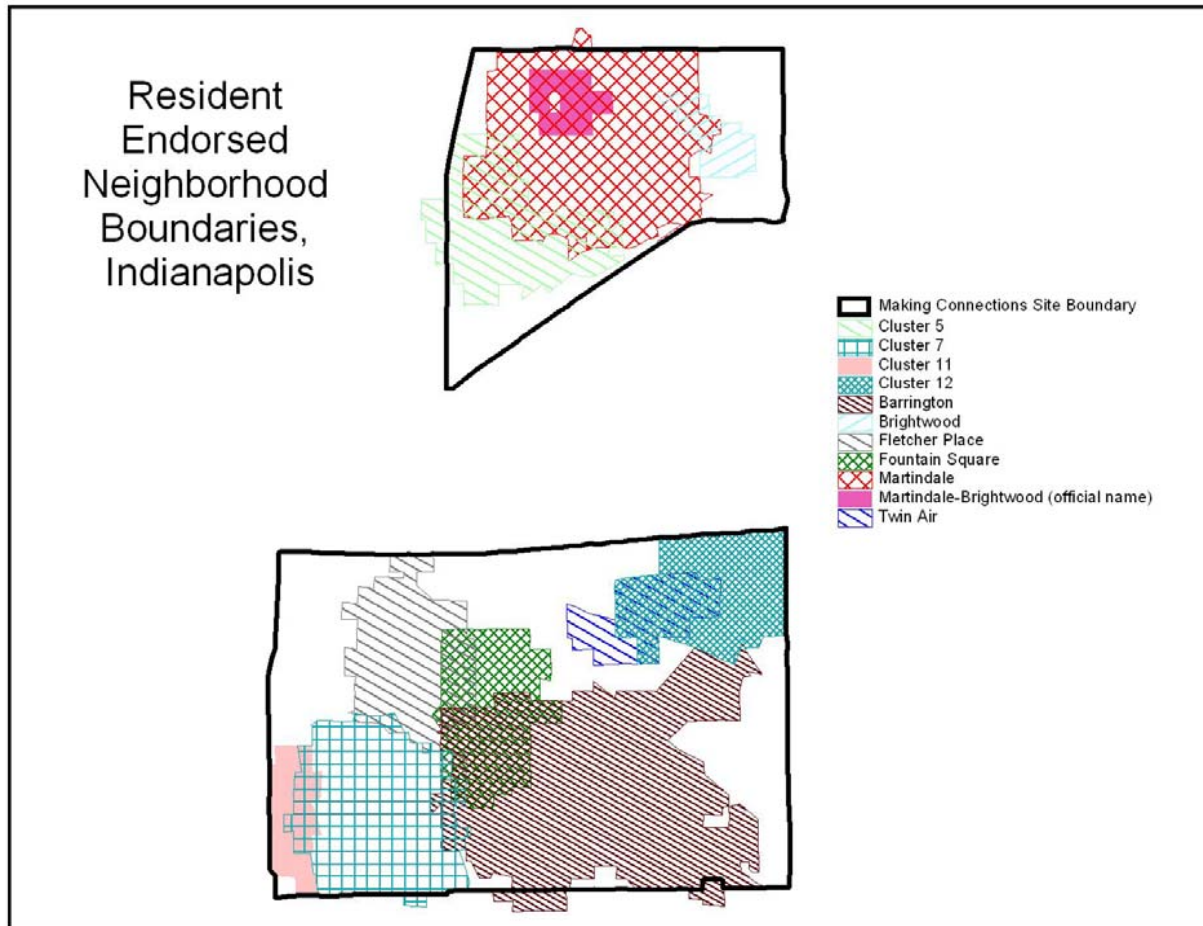 Resident
Endorsed
Neighborhood
Boundaries,
Indianapolis
Making Connections Site Boundary
Cluster 5
Cluster 7
Cluster 11
Cluster 12
Barrington
Brightwood
Fletcher Place
Fountain Square
Martindale
Martindale-Brightwood (official name)
Twin Air